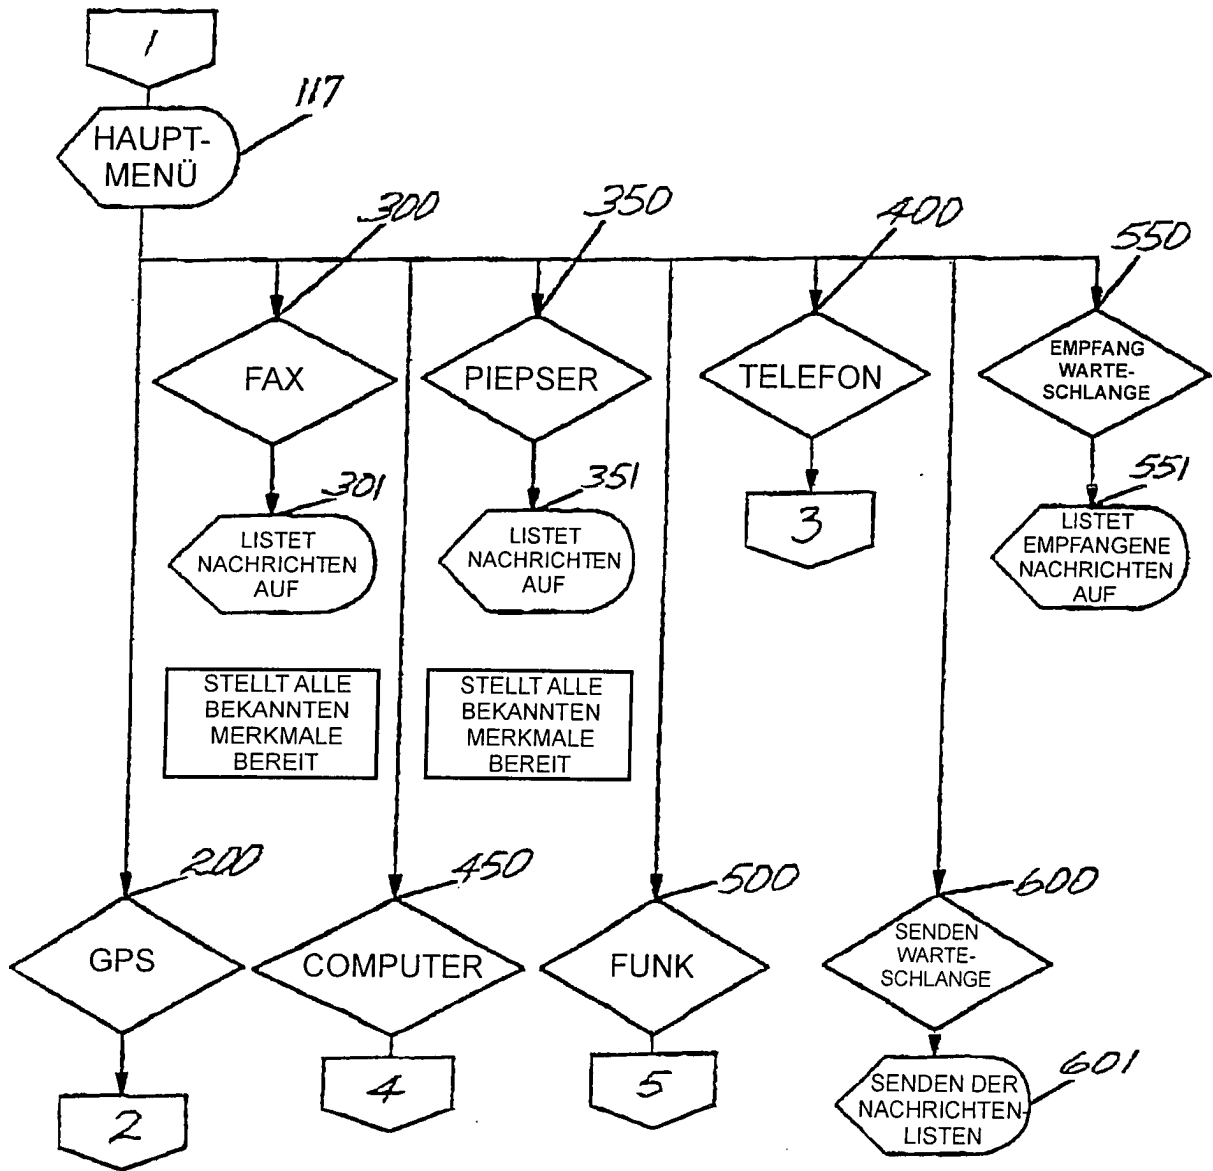 1
117
HAUPT-
MENÜ
300
350
400
550
FAX
PIEPSER
TELEFON
EMPFANG
WARTE-
SCHLANGE
301
351
3
551
LISTET
NACHRICHTEN
AUF
LISTET
NACHRICHTEN
AUF
LISTET
EMPFANGENE
NACHRICHTEN
AUF
STELLT ALLE
BEKANNTEN
MERKMALE
BEREIT
STELLT ALLE
BEKANNTEN
MERKMALE
BEREIT
200
450
500
600
GPS
COMPUTER
FUNK
SENDEN
WARTE-
SCHLANGE
2
4
5
601
SENDEN DER
NACHRICHTEN-
LISTEN